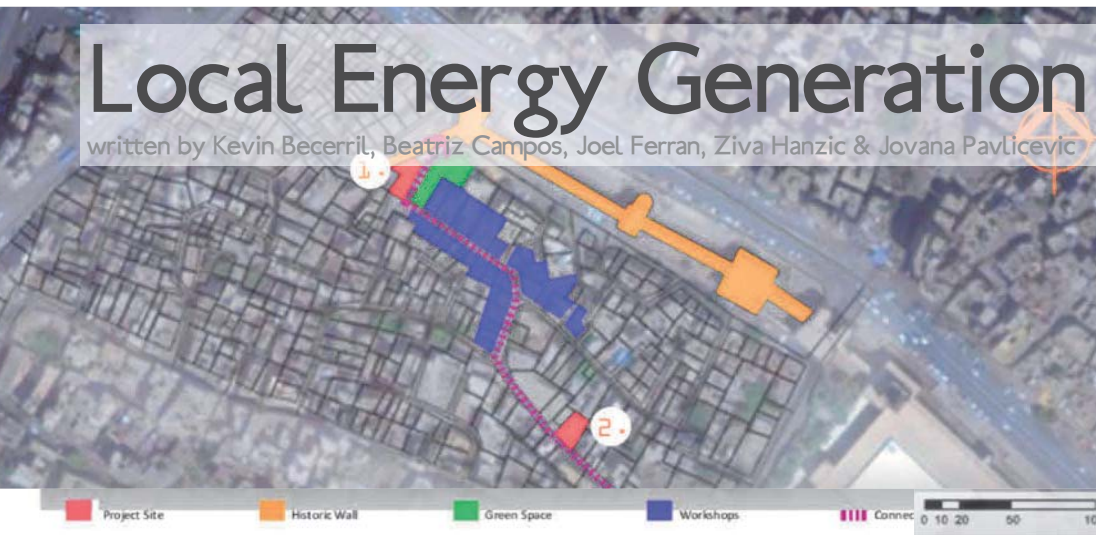 Local Energy Generation
written by Kevin Becerril, Beatriz Campos, Joel Ferran, Ziva Hanzic & Jovana Pavlicevic
1.
2.
Project Site
Historic Wall
Green Space
Workshops
Connec
0 10 20 50 10